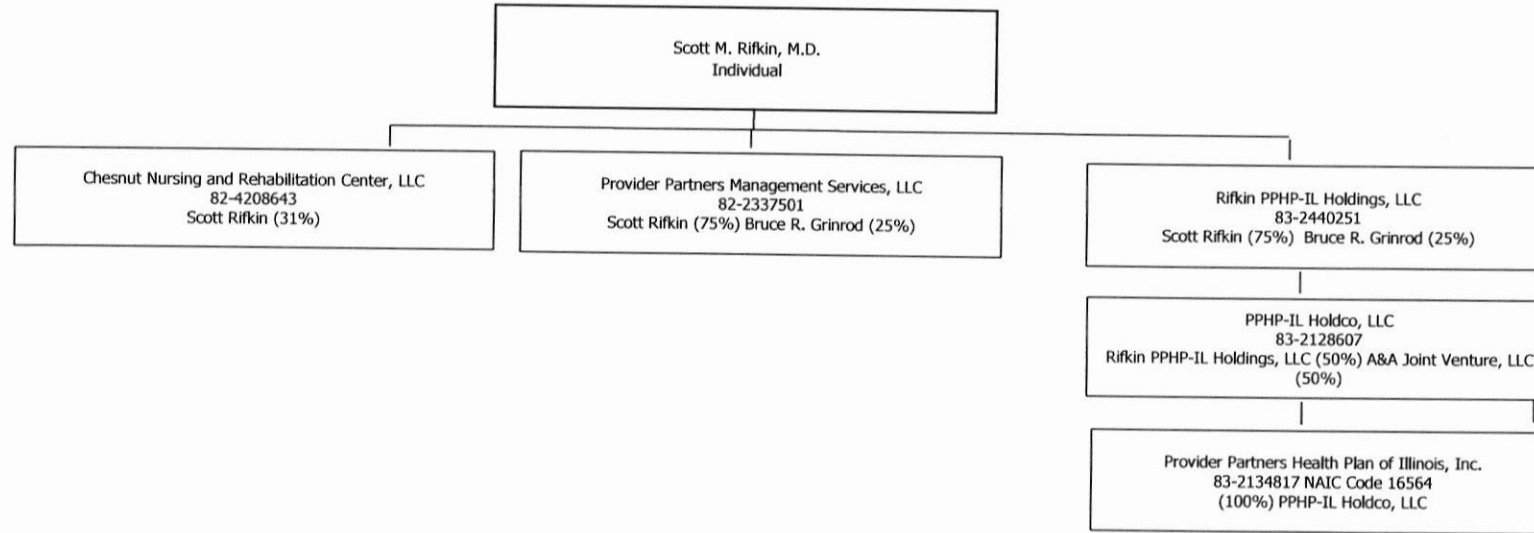 Scott M. Rifkin, M.D.
Individual
Chesnut Nursing and Rehabilitation Center, LLC
82-4208643
Scott Rifkin (31%)
Provider Partners Management Services, LLC
82-2337501
Scott Rifkin (75%) Bruce R. Grinrod (25%)
Rifkin PPHP-IL Holdings, LLC
83-2440251
Scott Rifkin (75%) Bruce R. Grinrod (25%)
PPHP-IL Holdco, LLC
83-2128607
Rifkin PPHP-IL Holdings, LLC (50%) A&A Joint Venture, LLC
(50%)
Provider Partners Health Plan of Illinois, Inc.
83-2134817 NAIC Code 16564
(100%) PPHP-IL Holdco, LLC